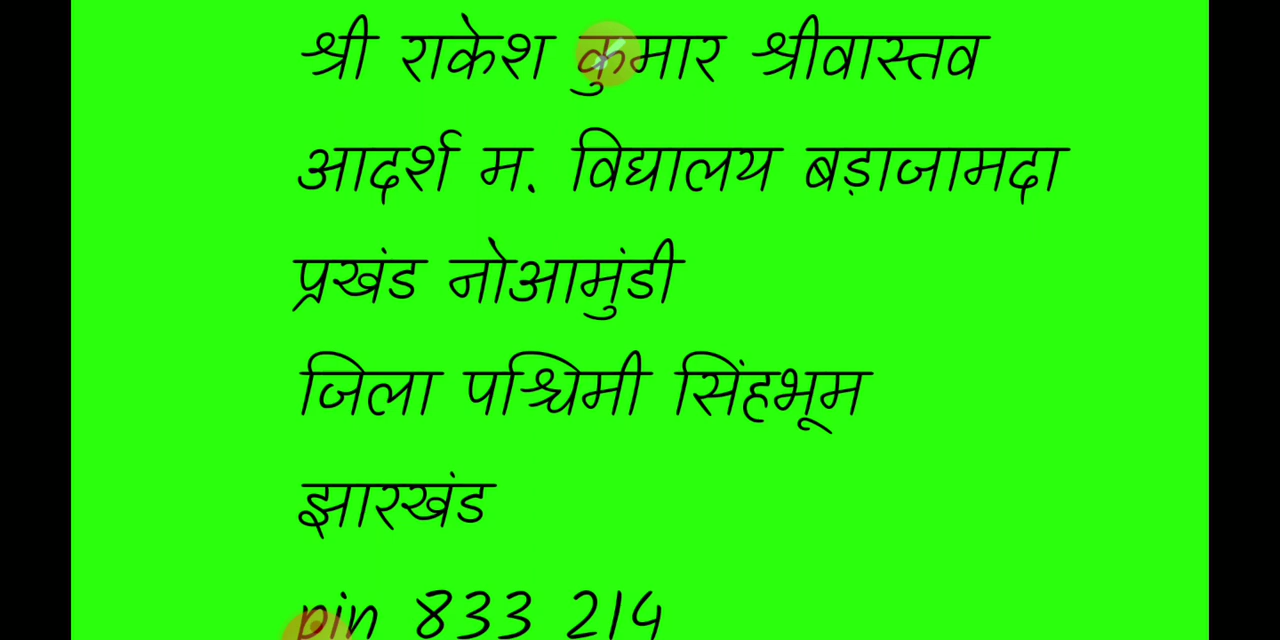 श्री राकेश कुमार श्रीवास्तव
आदर्श म. विद्यालय बड़ाजामदा
प्रखंड नोआमुंडी
जिला पश्चिमी सिंहभूम
झारखंड
pin 833 214